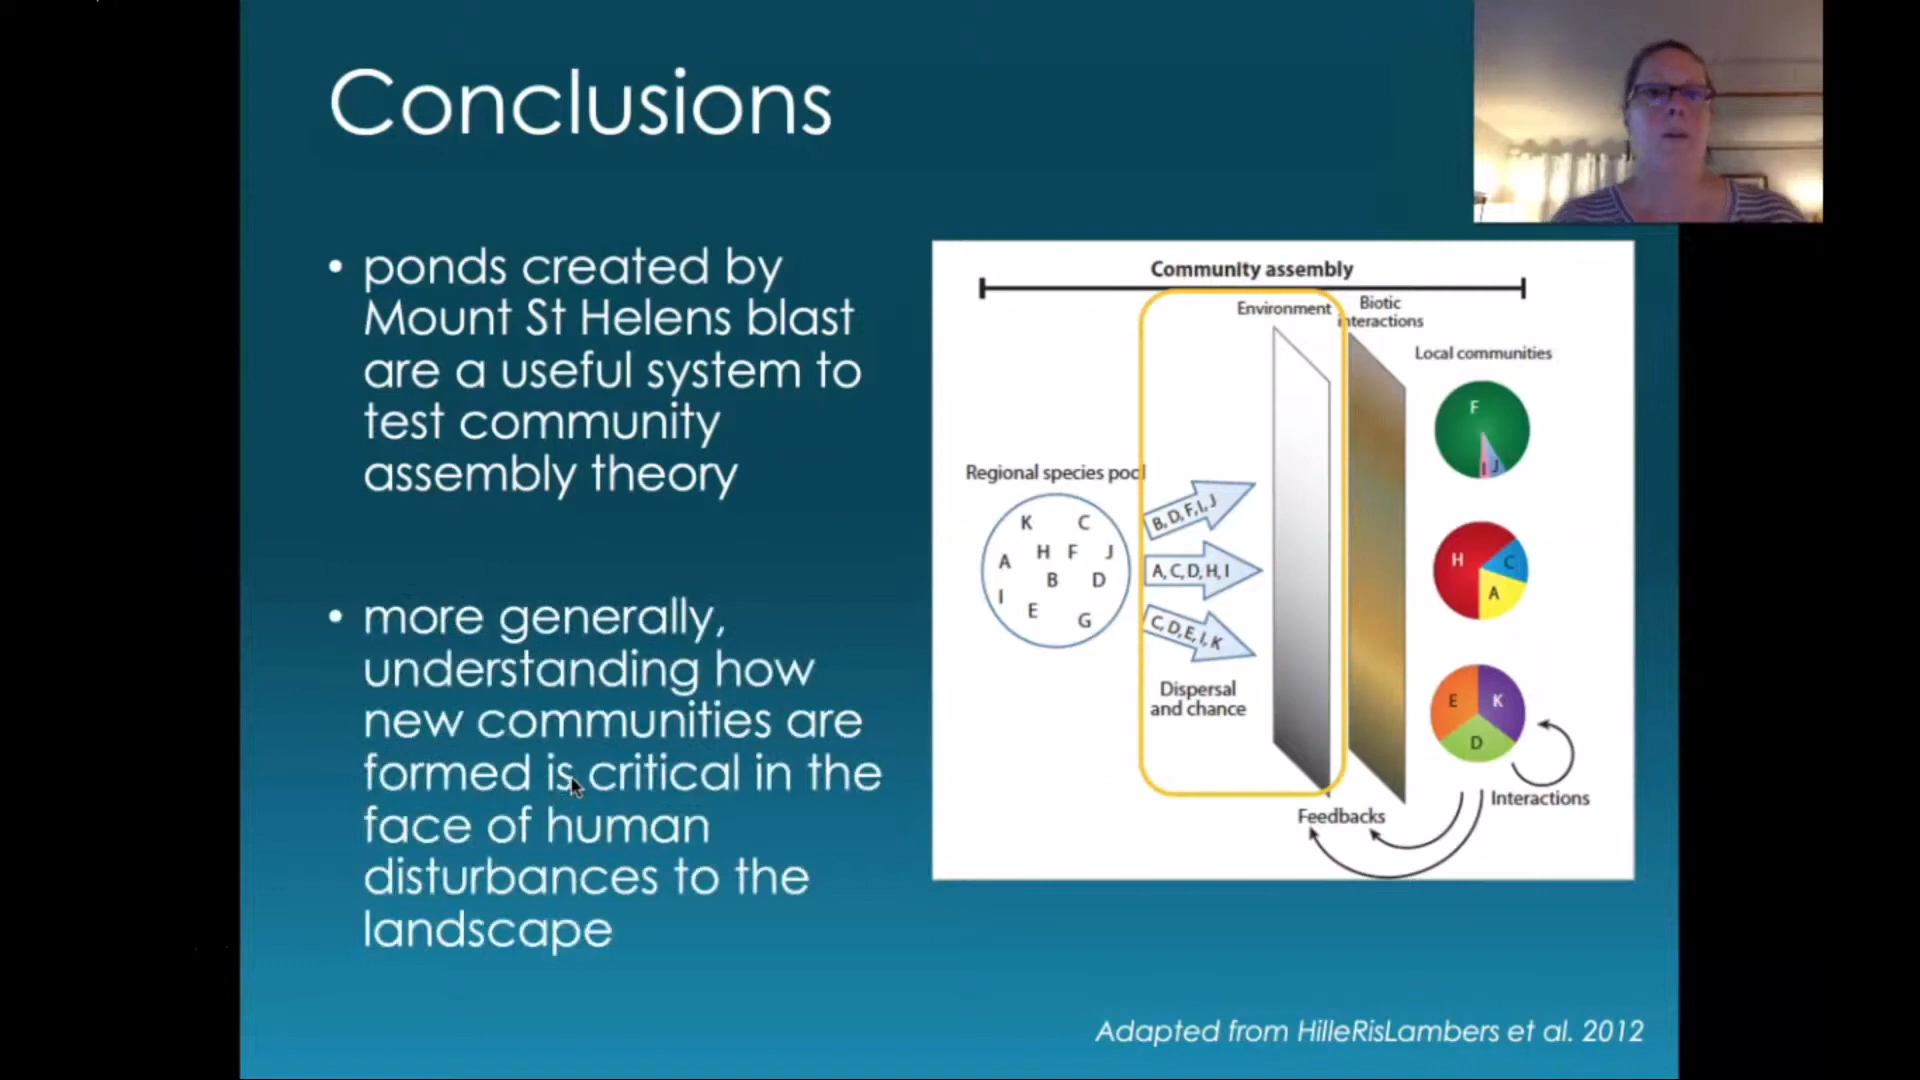 Conclusions
• ponds created by
Mount St Helens blast
are a useful system to
test community
assembly theory
• more generally,
understanding how
new communities are
formed is critical in the
face of human
disturbances to the
landscape
Community assembly
Environment
Biotic
interactions
Local communities
Regional species pool
K C
A H F J
B D
I E G
B, D, F, I, J
A, C, D, H, I
C, D, E, I, K
Dispersal
and chance
F
I J
H C
A
E K
D
Interactions
Feedbacks
Adapted from HilleRisLambers et al. 2012